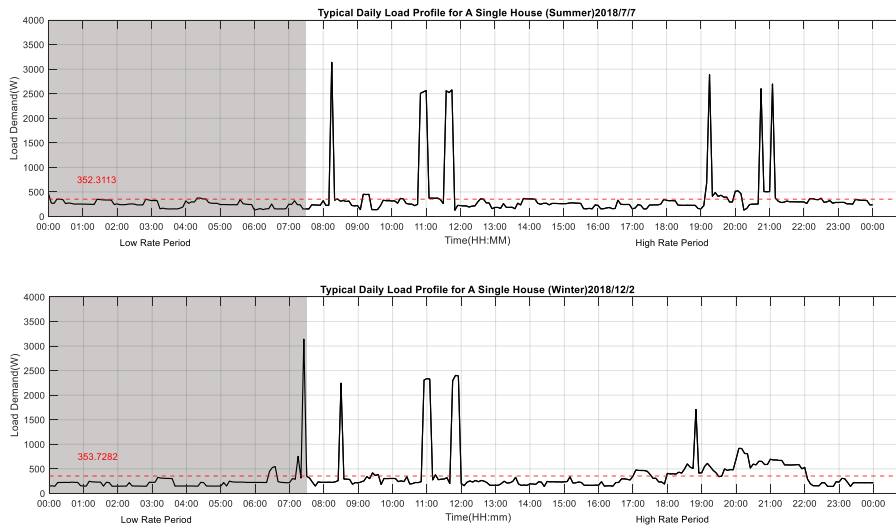 Typical Daily Load Profile for A Single House (Summer)2018/7/7
4000
3500
3000
2500
2000
1500
1000
500
0
Load Demand(W)
352.3113
00:00 01:00 02:00 03:00 04:00 05:00 06:00 07:00 08:00 09:00 10:00 11:00 12:00 13:00 14:00 15:00 16:00 17:00 18:00 19:00 20:00 21:00 22:00 23:00 00:00
Low Rate Period Time(HH:MM) High Rate Period
Typical Daily Load Profile for A Single House (Winter)2018/12/2
4000
3500
3000
2500
2000
1500
1000
500
0
Load Demand(W)
353.7282
00:00 01:00 02:00 03:00 04:00 05:00 06:00 07:00 08:00 09:00 10:00 11:00 12:00 13:00 14:00 15:00 16:00 17:00 18:00 19:00 20:00 21:00 22:00 23:00 00:00
Low Rate Period Time(HH:mm) High Rate Period